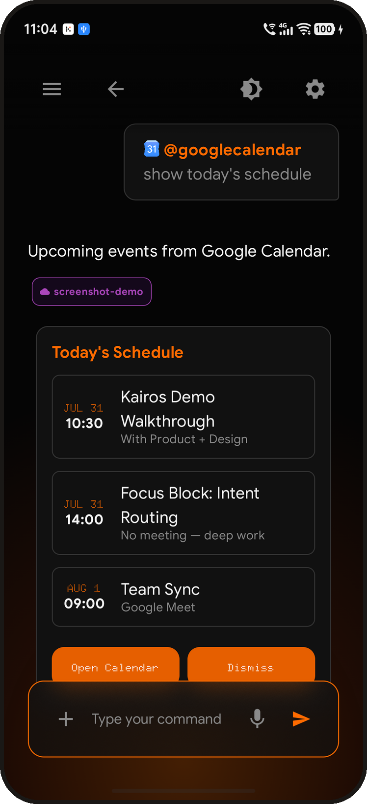 11:04 K 4G 100
31 @googlecalendar
show today's schedule
Upcoming events from Google Calendar.
screenshot-demo
Today's Schedule
JUL 31
10:30
Kairos Demo
Walkthrough
With Product + Design
JUL 31
14:00
Focus Block: Intent
Routing
No meeting — deep work
AUG 1
09:00
Team Sync
Google Meet
Open Calendar
Dismiss
Type your command